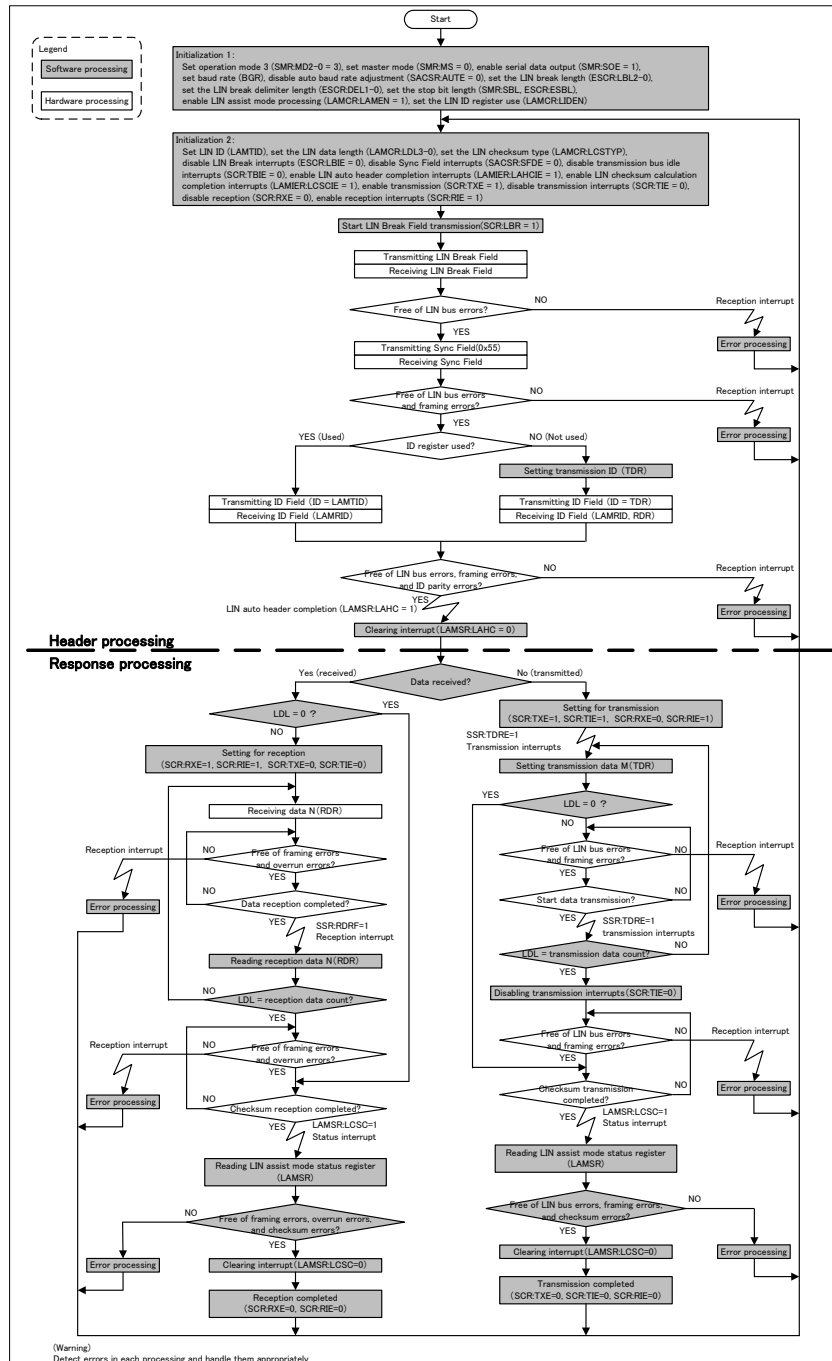 Start
Legend
Software processing
Hardware processing
Initialization 1:
Set operation mode 3 (SMR:MD2-0 = 3), set master mode (SMR:MS = 0), enable serial data output (SMR:SOE = 1),
set baud rate (BGR), disable auto baud rate adjustment (SACSR:AUTE = 0), set the LIN break length (ESCR:LBL2-0),
set the LIN break delimiter length (ESCR:DEL1-0), set the stop bit length (SMR:SBL, ESCR:ESBL),
enable LIN assist mode processing (LAMCR:LAMEN = 1), set the LIN ID register use (LAMCR:LIDEN)
Initialization 2:
Set LIN ID (LAMTID), set the LIN data length (LAMCR:LDL3-0), set the LIN checksum type (LAMCR:LCSTYP),
disable LIN Break interrupts (ESCR:LBIE = 0), disable Sync Field interrupts (SACSR:SFDE = 0), disable transmission bus idle
interrupts (SCR:TBIE = 0), enable LIN auto header completion interrupts (LAMIER:LAHCIE = 1), enable LIN checksum calculation
completion interrupts (LAMIER:LCSCIE = 1), enable transmission (SCR:TXE = 1), disable transmission interrupts (SCR:TIE = 0),
disable reception (SCR:RXE = 0), enable reception interrupts (SCR:RIE = 1)
Start LIN Break Field transmission(SCR:LBR = 1)
Transmitting LIN Break Field
Receiving LIN Break Field
Free of LIN bus errors?
NO
Reception interrupt
YES
Error processing
Transmitting Sync Field(0x55)
Receiving Sync Field
Free of LIN bus errors
and framing errors?
NO
Reception interrupt
YES
Error processing
YES (Used)
ID register used?
NO (Not used)
Setting transmission ID (TDR)
Transmitting ID Field (ID = LAMTID)
Receiving ID Field (LAMRID)
Transmitting ID Field (ID = TDR)
Receiving ID Field (LAMRID, RDR)
Free of LIN bus errors, framing errors,
and ID parity errors?
NO
Reception interrupt
YES
LIN auto header completion (LAMSR:LAHC = 1)
Error processing
Clearing interrupt(LAMSR:LAHC = 0)
Header processing
Response processing
Yes (received)
Data received?
No (transmitted)
LDL = 0 ?
YES
NO
Setting for reception
(SCR:RXE=1, SCR:RIE=1, SCR:TXE=0, SCR:TIE=0)
Receiving data N(RDR)
Reception interrupt
NO
Free of framing errors
and overrun errors?
YES
Error processing
NO
Data reception completed?
YES
SSR:RDRF=1
Reception interrupt
Reading reception data N(RDR)
NO
LDL = reception data count?
YES
Reception interrupt
NO
Free of framing errors
and overrun errors?
YES
Error processing
NO
Checksum reception completed?
YES
LAMSR:LCSC=1
Status interrupt
Reading LIN assist mode status register
(LAMSR)
NO
Free of framing errors, overrun errors,
and checksum errors?
YES
Error processing
Clearing interrupt(LAMSR:LCSC=0)
Reception completed
(SCR:RXE=0, SCR:RIE=0)
Setting for transmission
(SCR:TXE=1, SCR:TIE=1, SCR:RXE=0, SCR:RIE=1)
SSR:TDRE=1
Transmission interrupts
Setting transmission data M(TDR)
YES
LDL = 0 ?
NO
Free of LIN bus errors
and framing errors?
NO
Reception interrupt
YES
Error processing
Start data transmission?
NO
YES
SSR:TDRE=1
transmission interrupts
LDL = transmission data count?
NO
YES
Disabling transmission interrupts(SCR:TIE=0)
Free of LIN bus errors
and framing errors?
NO
Reception interrupt
YES
Error processing
Checksum transmission
completed?
NO
YES
LAMSR:LCSC=1
Status interrupt
Reading LIN assist mode status register
(LAMSR)
Free of LIN bus errors, framing errors,
and checksum errors?
NO
YES
Error processing
Clearing interrupt(LAMSR:LCSC=0)
Transmission completed
(SCR:TXE=0, SCR:TIE=0, SCR:RIE=0)
(Warning)
Detect errors in each processing and handle them appropriately